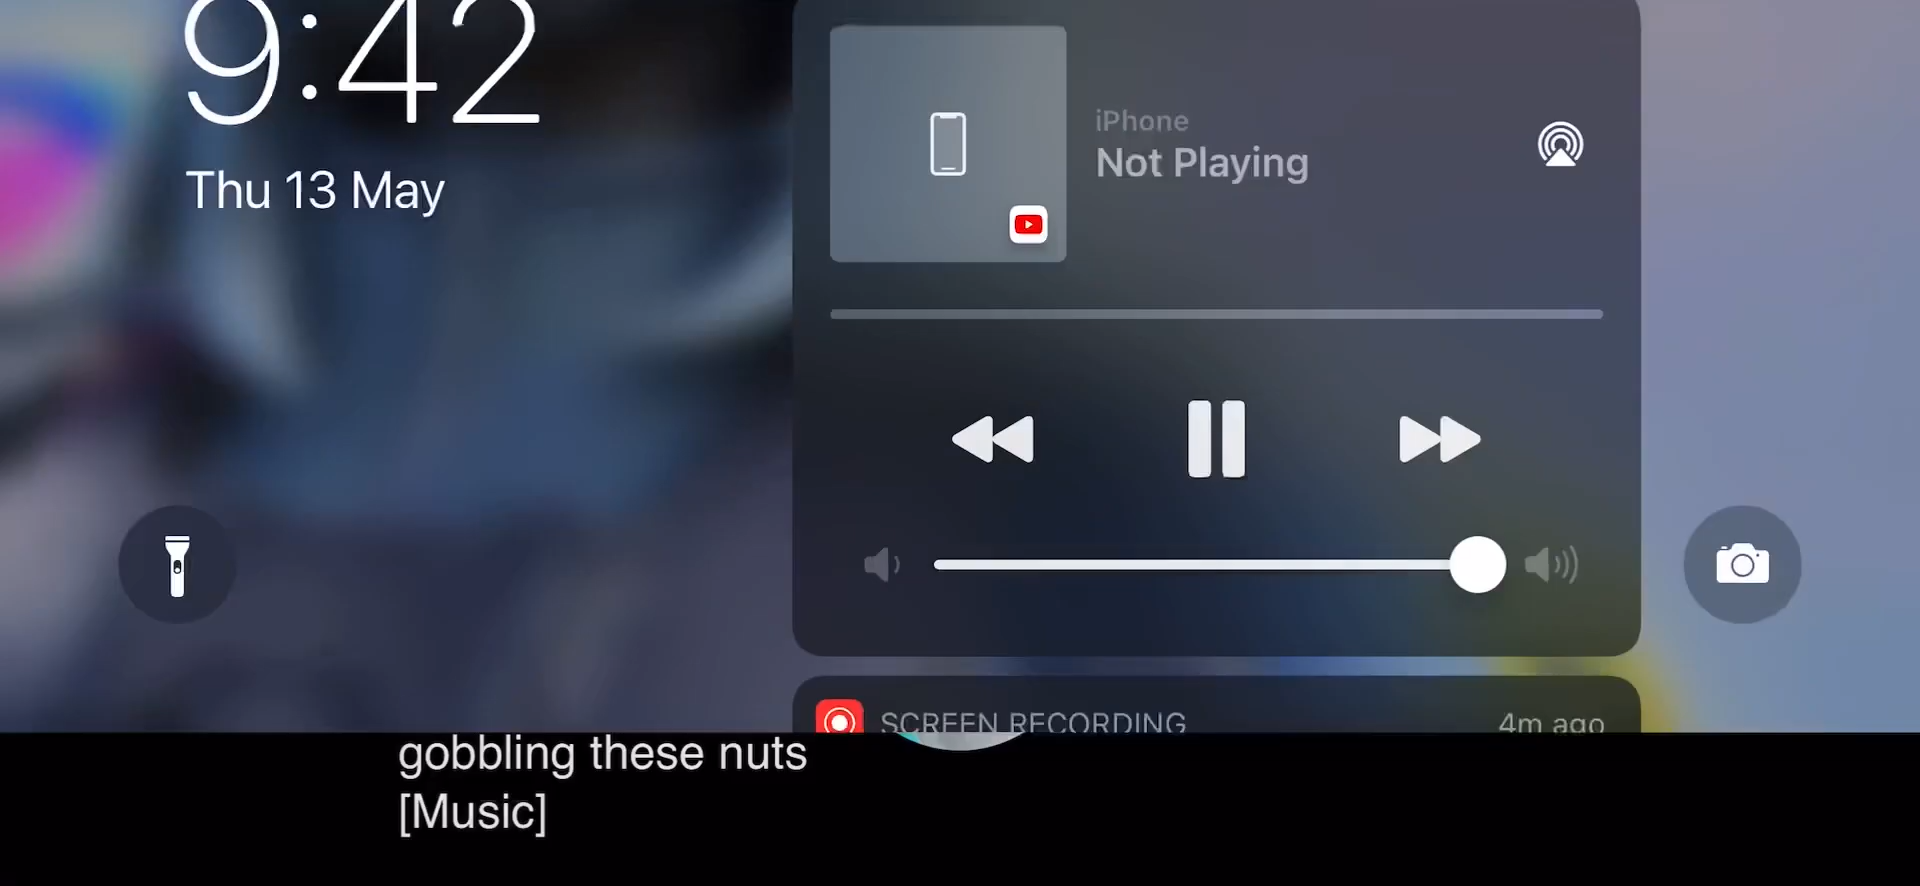 9:42
Thu 13 May
iPhone
Not Playing
SCREEN RECORDING
4m ago
gobbling these nuts
[Music]